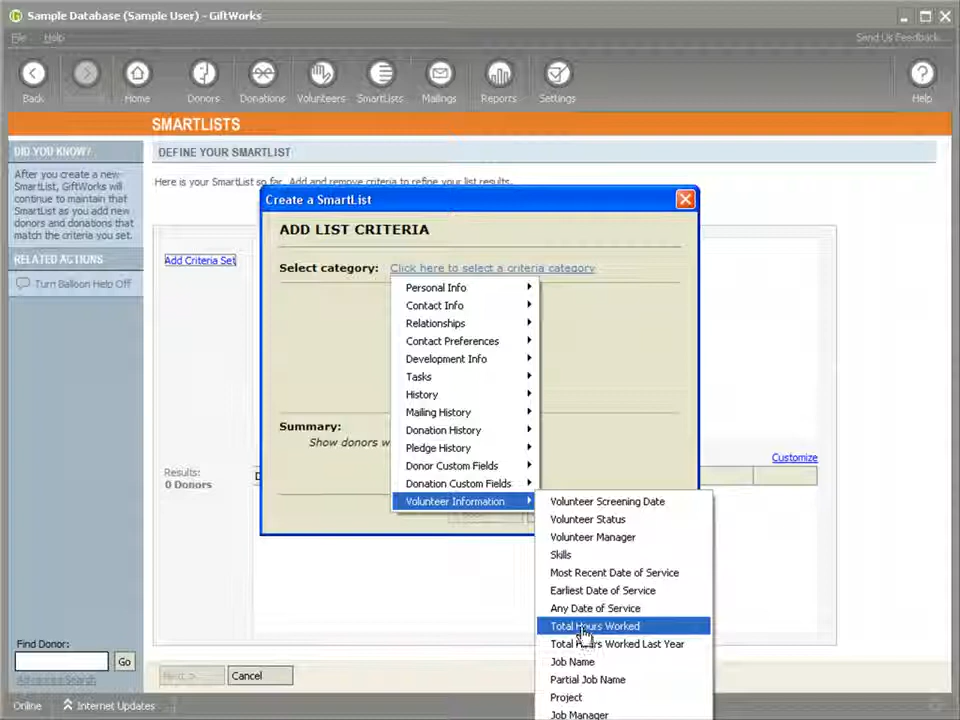 Sample Database (Sample User) - GiftWorks
File Help
Send Us Feedback...
Back
Home
Donors
Donations
Volunteers
SmartLists
Mailings
Reports
Settings
Help
SMARTLISTS
DID YOU KNOW?
After you create a new
SmartList, GiftWorks will
continue to maintain that
SmartList as you add new
donors and donations that
match the criteria you set.
RELATED ACTIONS
Turn Balloon Help Off
DEFINE YOUR SMARTLIST
Here is your SmartList so far. Add and remove criteria to refine your list results.
Add Criteria Set
Create a SmartList
ADD LIST CRITERIA
Select category: Click here to select a criteria category
Personal Info
Contact Info
Relationships
Contact Preferences
Development Info
Tasks
History
Mailing History
Donation History
Pledge History
Donor Custom Fields
Donation Custom Fields
Volunteer Information
Summary:
Show donors w
Volunteer Screening Date
Volunteer Status
Volunteer Manager
Skills
Most Recent Date of Service
Earliest Date of Service
Any Date of Service
Total Hours Worked
Total Hours Worked Last Year
Job Name
Partial Job Name
Project
Job Manager
Customize
Results:
0 Donors
D
Find Donor:
Go
Advanced Search
Next >
Cancel
Online
Internet Updates